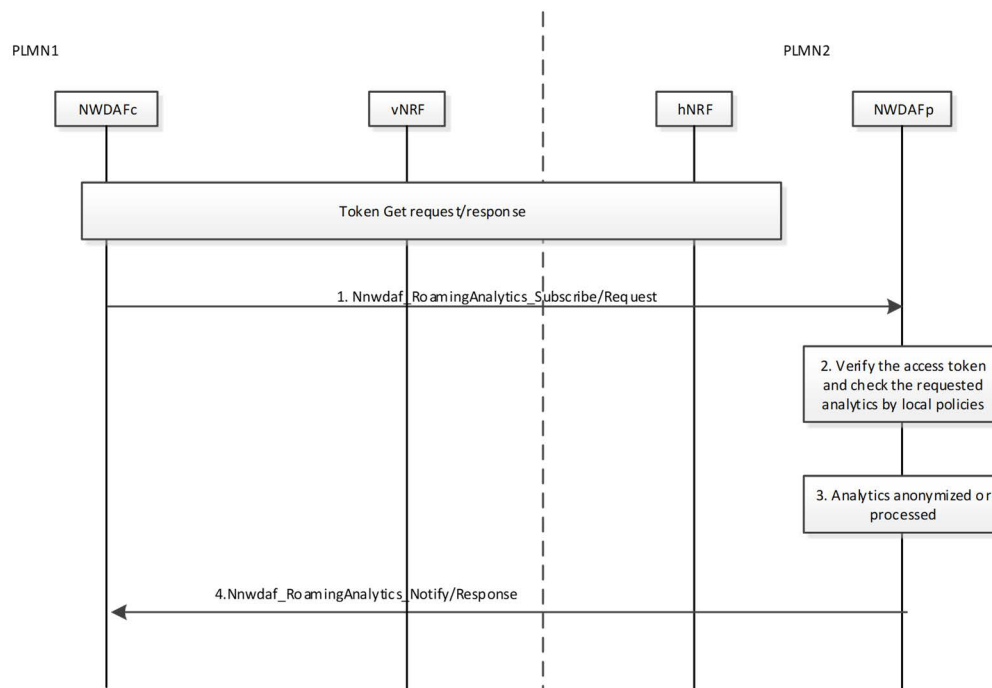 PLMN1
PLMN2
NWDAFc
vNRF
hNRF
NWDAFp
Token Get request/response
1. Nnwdaf_RoamingAnalytics_Subscribe/Request
2. Verify the access token
and check the requested
analytics by local policies
3. Analytics anonymized or
processed
4.Nnwdaf_RoamingAnalytics_Notify/Response